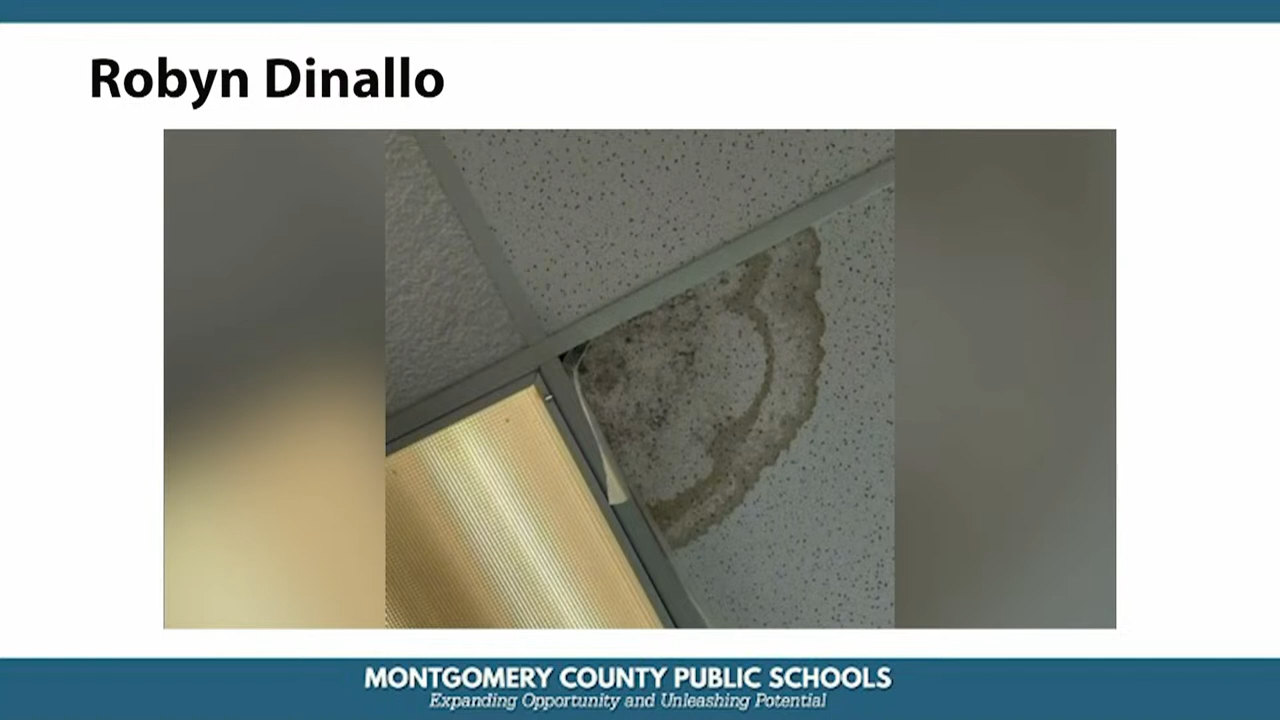 Robyn Dinallo
MONTGOMERY COUNTY PUBLIC SCHOOLS
Expanding Opportunity and Unleashing Potential